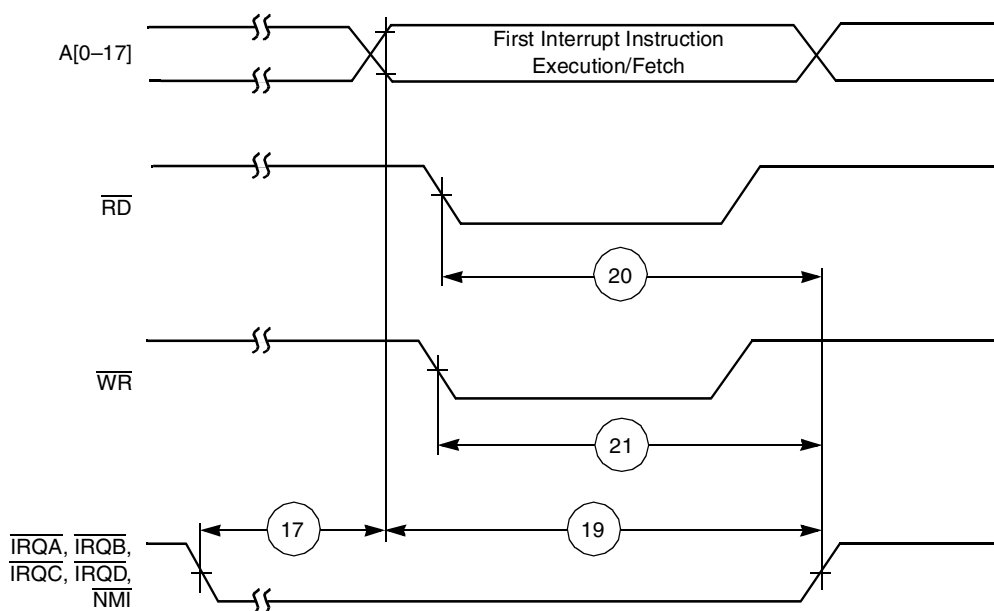 A[0–17]
First Interrupt Instruction
Execution/Fetch
RD
20
WR
21
17
19
IRQA, IRQB,
IRQC, IRQD,
NMI